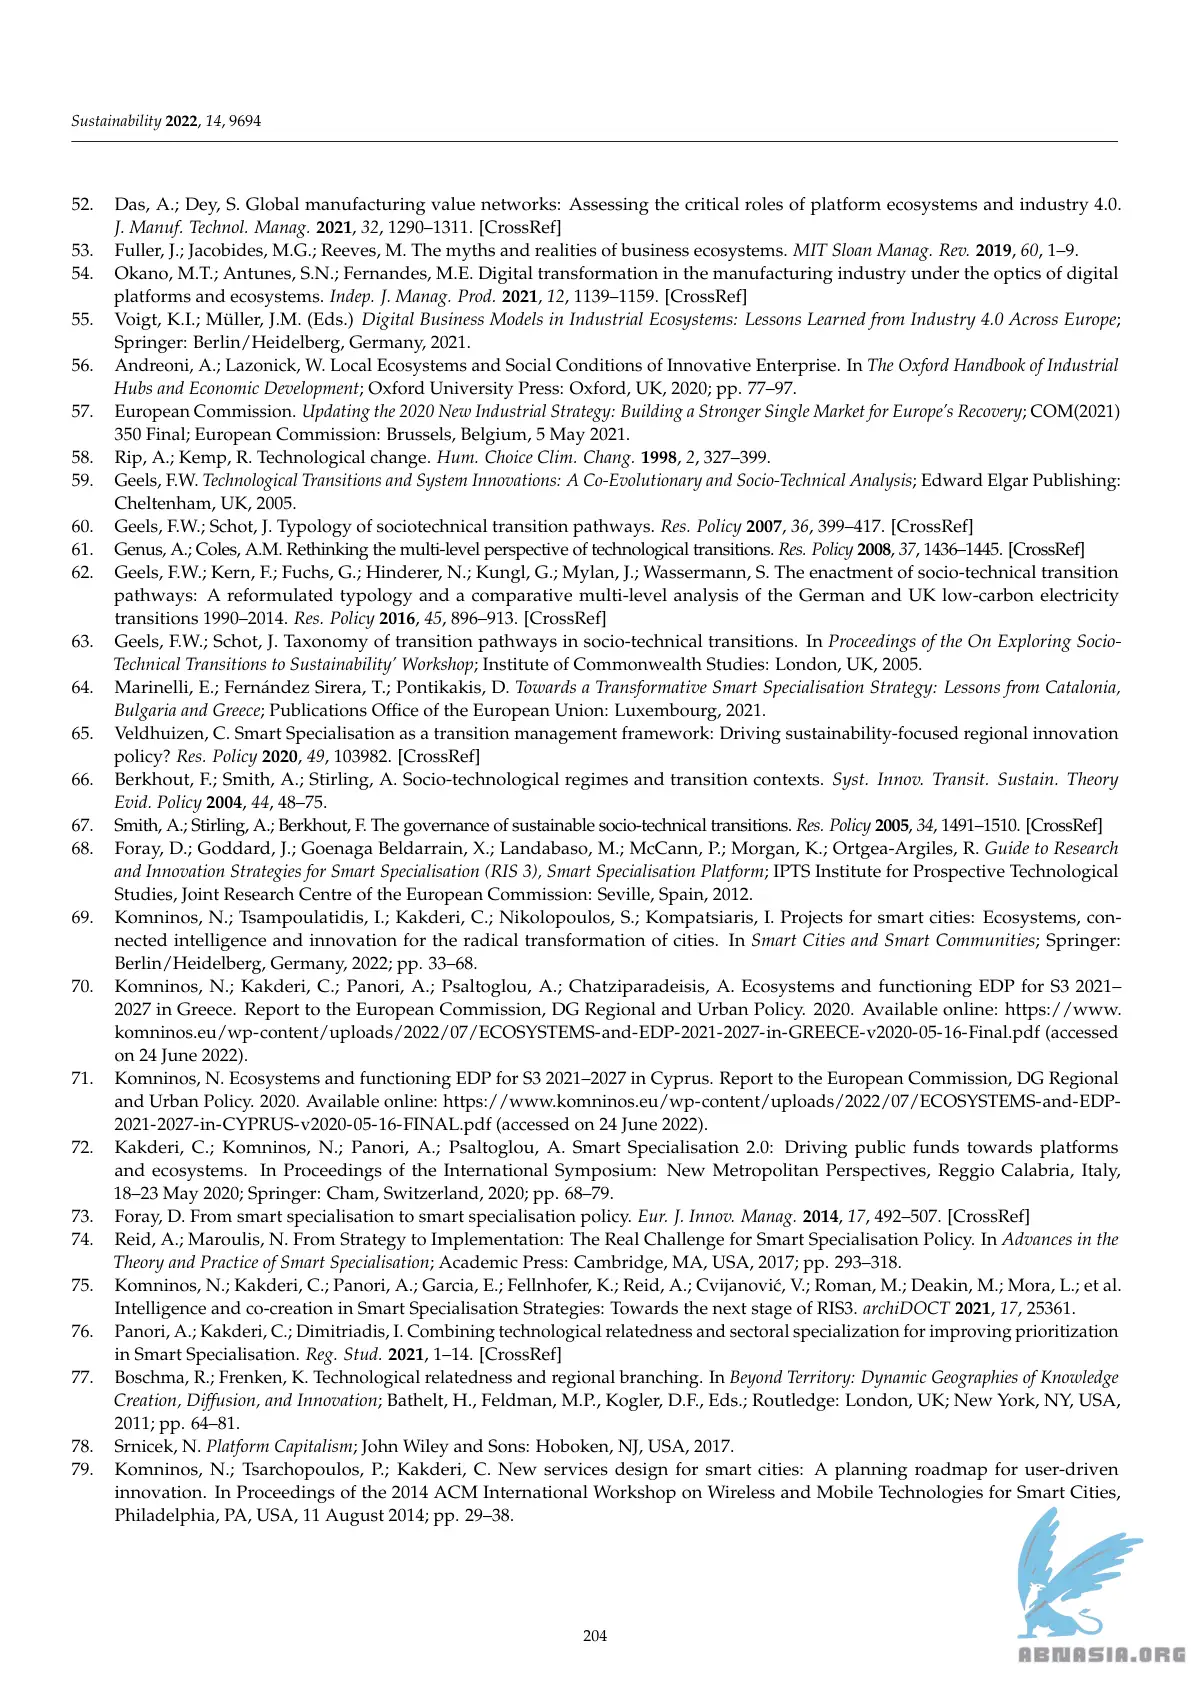 Sustainability 2022, 14, 9694
52. Das, A.; Dey, S. Global manufacturing value networks: Assessing the critical roles of platform ecosystems and industry 4.0.
J. Manuf. Technol. Manag. 2021, 32, 1290–1311. [CrossRef]
53. Fuller, J.; Jacobides, M.G.; Reeves, M. The myths and realities of business ecosystems. MIT Sloan Manag. Rev. 2019, 60, 1–9.
54. Okano, M.T.; Antunes, S.N.; Fernandes, M.E. Digital transformation in the manufacturing industry under the optics of digital
platforms and ecosystems. Indep. J. Manag. Prod. 2021, 12, 1139–1159. [CrossRef]
55. Voigt, K.I.; Müller, J.M. (Eds.) Digital Business Models in Industrial Ecosystems: Lessons Learned from Industry 4.0 Across Europe;
Springer: Berlin/Heidelberg, Germany, 2021.
56. Andreoni, A.; Lazonick, W. Local Ecosystems and Social Conditions of Innovative Enterprise. In The Oxford Handbook of Industrial
Hubs and Economic Development; Oxford University Press: Oxford, UK, 2020; pp. 77–97.
57. European Commission. Updating the 2020 New Industrial Strategy: Building a Stronger Single Market for Europe's Recovery; COM(2021)
350 Final; European Commission: Brussels, Belgium, 5 May 2021.
58. Rip, A.; Kemp, R. Technological change. Hum. Choice Clim. Chang. 1998, 2, 327–399.
59. Geels, F.W. Technological Transitions and System Innovations: A Co-Evolutionary and Socio-Technical Analysis; Edward Elgar Publishing:
Cheltenham, UK, 2005.
60. Geels, F.W.; Schot, J. Typology of sociotechnical transition pathways. Res. Policy 2007, 36, 399–417. [CrossRef]
61. Genus, A.; Coles, A.M. Rethinking the multi-level perspective of technological transitions. Res. Policy 2008, 37, 1436–1445. [CrossRef]
62. Geels, F.W.; Kern, F.; Fuchs, G.; Hinderer, N.; Kungl, G.; Mylan, J.; Wassermann, S. The enactment of socio-technical transition
pathways: A reformulated typology and a comparative multi-level analysis of the German and UK low-carbon electricity
transitions 1990–2014. Res. Policy 2016, 45, 896–913. [CrossRef]
63. Geels, F.W.; Schot, J. Taxonomy of transition pathways in socio-technical transitions. In Proceedings of the On Exploring Socio-
Technical Transitions to Sustainability' Workshop; Institute of Commonwealth Studies: London, UK, 2005.
64. Marinelli, E.; Fernández Sirera, T.; Pontikakis, D. Towards a Transformative Smart Specialisation Strategy: Lessons from Catalonia,
Bulgaria and Greece; Publications Office of the European Union: Luxembourg, 2021.
65. Veldhuizen, C. Smart Specialisation as a transition management framework: Driving sustainability-focused regional innovation
policy? Res. Policy 2020, 49, 103982. [CrossRef]
66. Berkhout, F.; Smith, A.; Stirling, A. Socio-technological regimes and transition contexts. Syst. Innov. Transit. Sustain. Theory
Evid. Policy 2004, 44, 48–75.
67. Smith, A.; Stirling, A.; Berkhout, F. The governance of sustainable socio-technical transitions. Res. Policy 2005, 34, 1491–1510. [CrossRef]
68. Foray, D.; Goddard, J.; Goenaga Beldarrain, X.; Landabaso, M.; McCann, P.; Morgan, K.; Ortgea-Argiles, R. Guide to Research
and Innovation Strategies for Smart Specialisation (RIS 3), Smart Specialisation Platform; IPTS Institute for Prospective Technological
Studies, Joint Research Centre of the European Commission: Seville, Spain, 2012.
69. Komninos, N.; Tsampoulatidis, I.; Kakderi, C.; Nikolopoulos, S.; Kompatsiaris, I. Projects for smart cities: Ecosystems, con-
nected intelligence and innovation for the radical transformation of cities. In Smart Cities and Smart Communities; Springer:
Berlin/Heidelberg, Germany, 2022; pp. 33–68.
70. Komninos, N.; Kakderi, C.; Panori, A.; Psaltoglou, A.; Chatziparadeisis, A. Ecosystems and functioning EDP for S3 2021–
2027 in Greece. Report to the European Commission, DG Regional and Urban Policy. 2020. Available online: https://www.
komninos.eu/wp-content/uploads/2022/07/ECOSYSTEMS-and-EDP-2021-2027-in-GREECE-v2020-05-16-Final.pdf (accessed
on 24 June 2022).
71. Komninos, N. Ecosystems and functioning EDP for S3 2021–2027 in Cyprus. Report to the European Commission, DG Regional
and Urban Policy. 2020. Available online: https://www.komninos.eu/wp-content/uploads/2022/07/ECOSYSTEMS-and-EDP-
2021-2027-in-CYPRUS-v2020-05-16-FINAL.pdf (accessed on 24 June 2022).
72. Kakderi, C.; Komninos, N.; Panori, A.; Psaltoglou, A. Smart Specialisation 2.0: Driving public funds towards platforms
and ecosystems. In Proceedings of the International Symposium: New Metropolitan Perspectives, Reggio Calabria, Italy,
18–23 May 2020; Springer: Cham, Switzerland, 2020; pp. 68–79.
73. Foray, D. From smart specialisation to smart specialisation policy. Eur. J. Innov. Manag. 2014, 17, 492–507. [CrossRef]
74. Reid, A.; Maroulis, N. From Strategy to Implementation: The Real Challenge for Smart Specialisation Policy. In Advances in the
Theory and Practice of Smart Specialisation; Academic Press: Cambridge, MA, USA, 2017; pp. 293–318.
75. Komninos, N.; Kakderi, C.; Panori, A.; Garcia, E.; Fellnhofer, K.; Reid, A.; Cvijanović, V.; Roman, M.; Deakin, M.; Mora, L.; et al.
Intelligence and co-creation in Smart Specialisation Strategies: Towards the next stage of RIS3. archiDOCT 2021, 17, 25361.
76. Panori, A.; Kakderi, C.; Dimitriadis, I. Combining technological relatedness and sectoral specialization for improving prioritization
in Smart Specialisation. Reg. Stud. 2021, 1–14. [CrossRef]
77. Boschma, R.; Frenken, K. Technological relatedness and regional branching. In Beyond Territory: Dynamic Geographies of Knowledge
Creation, Diffusion, and Innovation; Bathelt, H., Feldman, M.P., Kogler, D.F., Eds.; Routledge: London, UK; New York, NY, USA,
2011; pp. 64–81.
78. Srnicek, N. Platform Capitalism; John Wiley and Sons: Hoboken, NJ, USA, 2017.
79. Komninos, N.; Tsarchopoulos, P.; Kakderi, C. New services design for smart cities: A planning roadmap for user-driven
innovation. In Proceedings of the 2014 ACM International Workshop on Wireless and Mobile Technologies for Smart Cities,
Philadelphia, PA, USA, 11 August 2014; pp. 29–38.
204
ABNASIA.ORG